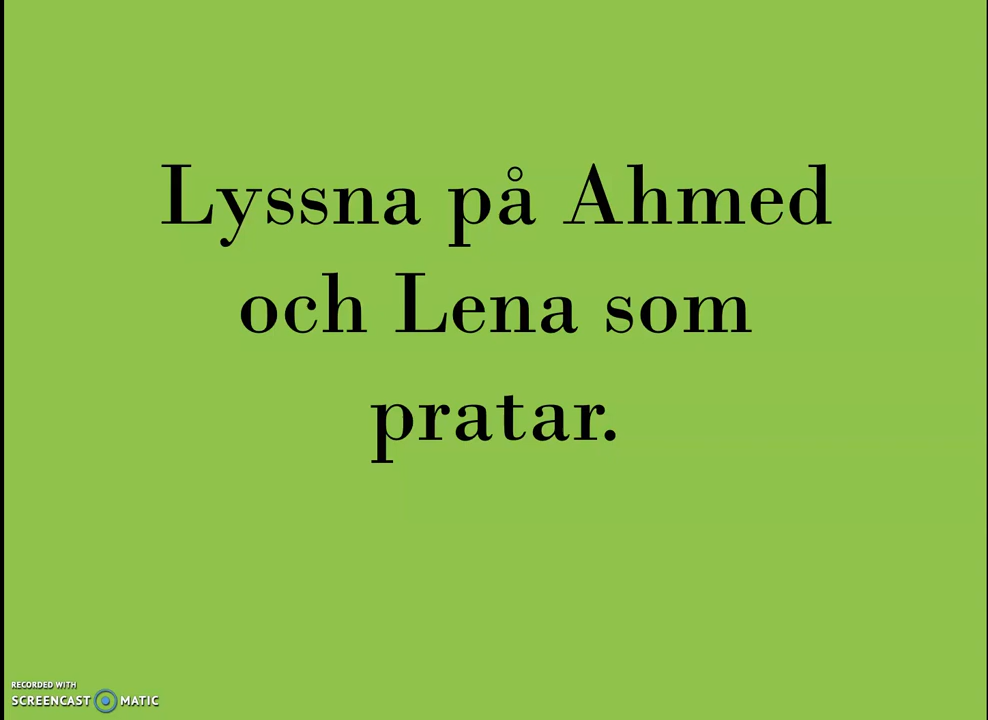 Lyssna på Ahmed
och Lena som
pratar.
RECORDED WITH
SCREENCAST MATIC